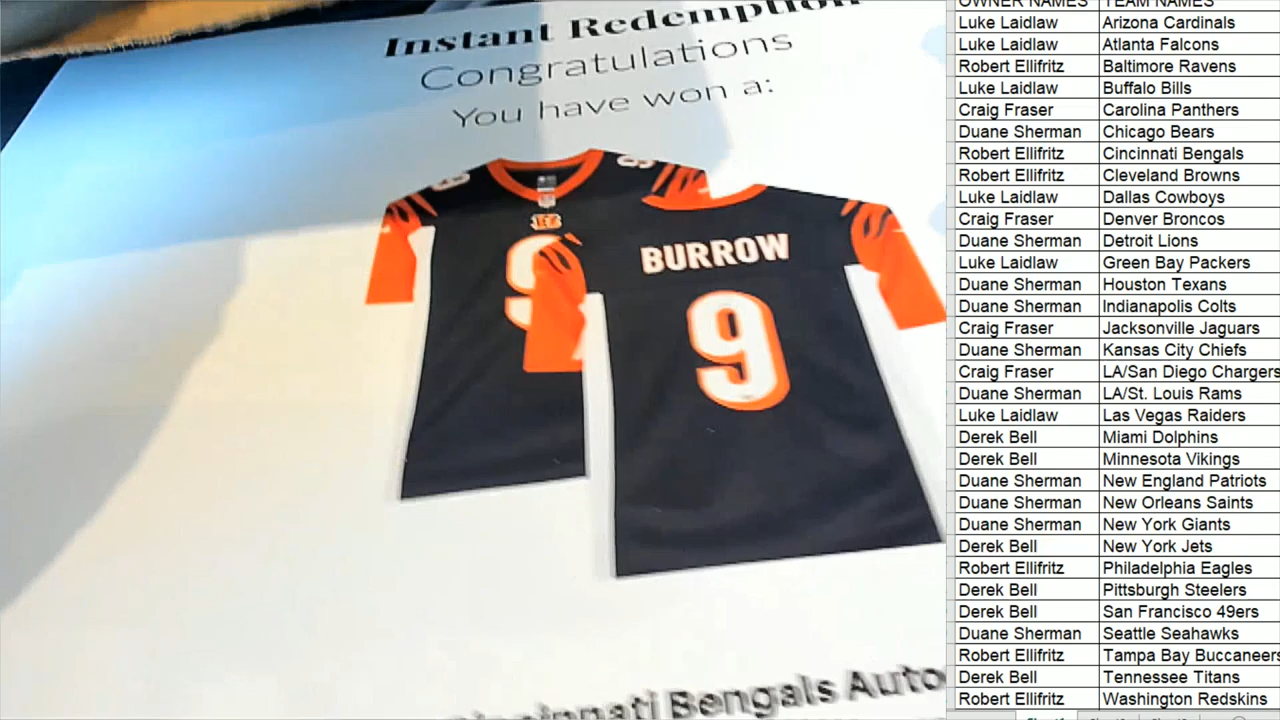 Instant Redemption
Congratulations
You have won a:
BURROW
9
9
Cincinnati Bengals Auto
OWNER NAMES TEAM NAMES
Luke Laidlaw Arizona Cardinals
Luke Laidlaw Atlanta Falcons
Robert Ellifritz Baltimore Ravens
Luke Laidlaw Buffalo Bills
Craig Fraser Carolina Panthers
Duane Sherman Chicago Bears
Robert Ellifritz Cincinnati Bengals
Robert Ellifritz Cleveland Browns
Luke Laidlaw Dallas Cowboys
Craig Fraser Denver Broncos
Duane Sherman Detroit Lions
Luke Laidlaw Green Bay Packers
Duane Sherman Houston Texans
Duane Sherman Indianapolis Colts
Craig Fraser Jacksonville Jaguars
Duane Sherman Kansas City Chiefs
Craig Fraser LA/San Diego Chargers
Duane Sherman LA/St. Louis Rams
Luke Laidlaw Las Vegas Raiders
Derek Bell Miami Dolphins
Derek Bell Minnesota Vikings
Duane Sherman New England Patriots
Duane Sherman New Orleans Saints
Duane Sherman New York Giants
Derek Bell New York Jets
Robert Ellifritz Philadelphia Eagles
Derek Bell Pittsburgh Steelers
Derek Bell San Francisco 49ers
Duane Sherman Seattle Seahawks
Robert Ellifritz Tampa Bay Buccaneers
Derek Bell Tennessee Titans
Robert Ellifritz Washington Redskins